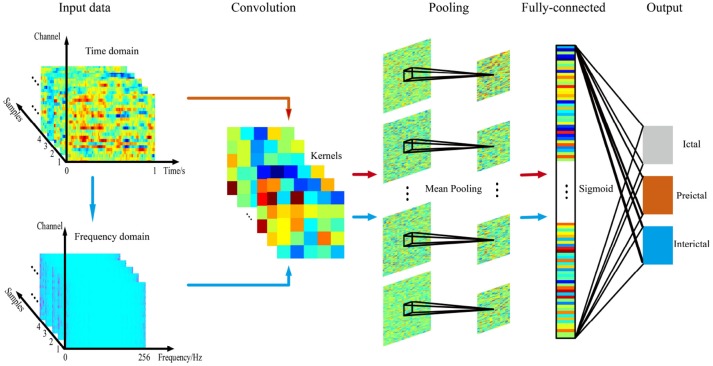 Input data
Convolution
Pooling
Fully-connected
Output
Channel
Time domain
Samples
4
3
2
1
0
1
Time/s
Kernels
Mean Pooling
Sigmoid
Ictal
Preictal
Interictal
Channel
Frequency domain
Samples
4
3
2
1
0
256
Frequency/Hz